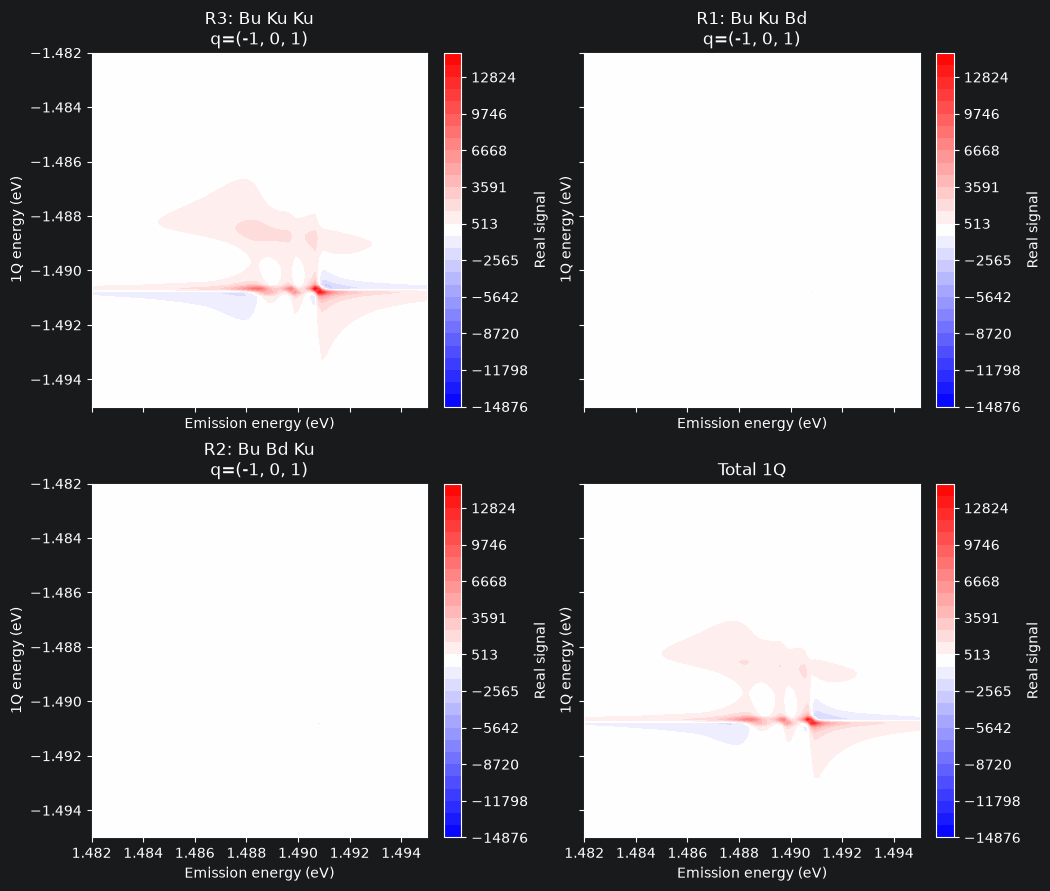 R3: Bu Ku Ku
q=(-1, 0, 1)
−1.482
−1.484
−1.486
−1.488
−1.490
−1.492
−1.494
1Q energy (eV)
Emission energy (eV)
12824
9746
6668
3591
513
−2565
−5642
−8720
−11798
−14876
Real signal
R1: Bu Ku Bd
q=(-1, 0, 1)
1Q energy (eV)
Emission energy (eV)
12824
9746
6668
3591
513
−2565
−5642
−8720
−11798
−14876
Real signal
R2: Bu Bd Ku
q=(-1, 0, 1)
−1.482
−1.484
−1.486
−1.488
−1.490
−1.492
−1.494
1Q energy (eV)
1.482 1.484 1.486 1.488 1.490 1.492 1.494
Emission energy (eV)
12824
9746
6668
3591
513
−2565
−5642
−8720
−11798
−14876
Real signal
Total 1Q
1Q energy (eV)
1.482 1.484 1.486 1.488 1.490 1.492 1.494
Emission energy (eV)
12824
9746
6668
3591
513
−2565
−5642
−8720
−11798
−14876
Real signal